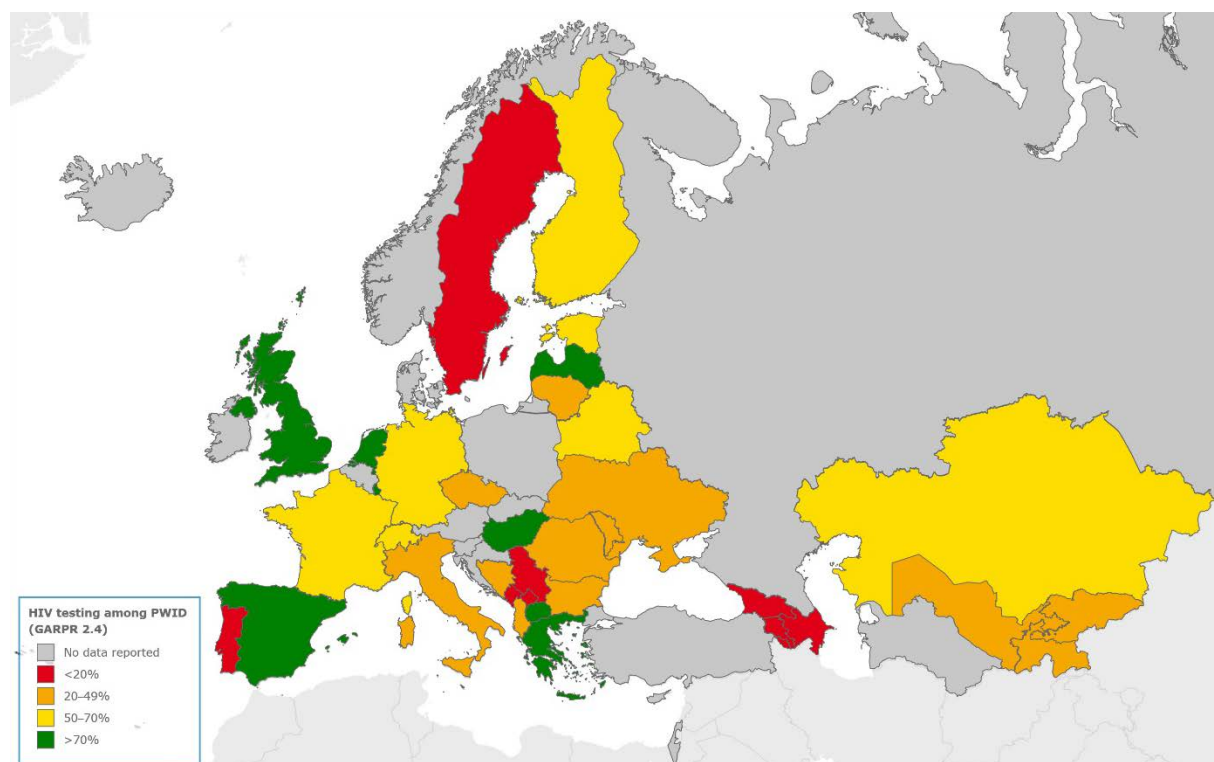 HIV testing among PWID
(GARPR 2.4)
No data reported
<20%
20–49%
50–70%
>70%